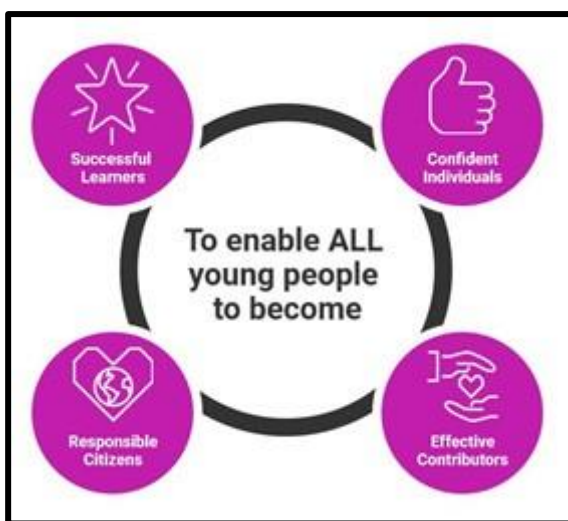 Successful
Learners
Confident
Individuals
To enable ALL
young people
to become
Responsible
Citizens
Effective
Contributors